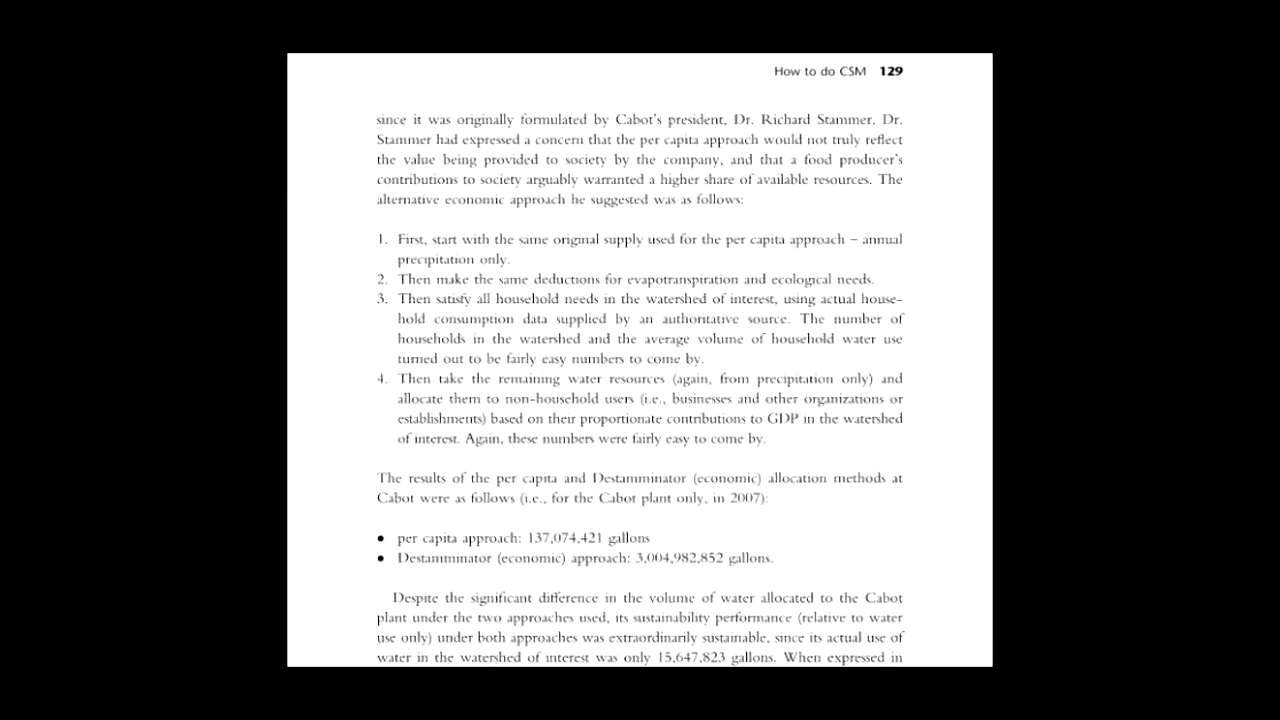 How to do CSM 129
since it was originally formulated by Cabot's president, Dr. Richard Stammer. Dr.
Stammer had expressed a concern that the per capita approach would not truly reflect
the value being provided to society by the company, and that a food producer's
contributions to society arguably warranted a higher share of available resources. The
alternative economic approach he suggested was as follows:
1. First, start with the same original supply used for the per capita approach – annual
precipitation only.
2. Then make the same deductions for evapotranspiration and ecological needs.
3. Then satisfy all household needs in the watershed of interest, using actual house-
hold consumption data supplied by an authoritative source. The number of
households in the watershed and the average volume of household water use
turned out to be fairly easy numbers to come by.
4. Then take the remaining water resources (again, from precipitation only) and
allocate them to non-household users (i.e., businesses and other organizations or
establishments) based on their proportionate contributions to GDP in the watershed
of interest. Again, these numbers were fairly easy to come by.
The results of the per capita and Destamminator (economic) allocation methods at
Cabot were as follows (i.e., for the Cabot plant only, in 2007):
• per capita approach: 137,074,421 gallons
• Destamminator (economic) approach: 3,004,982,852 gallons.
Despite the significant difference in the volume of water allocated to the Cabot
plant under the two approaches used, its sustainability performance (relative to water
use only) under both approaches was extraordinarily sustainable, since its actual use of
water in the watershed of interest was only 15,647,823 gallons. When expressed in